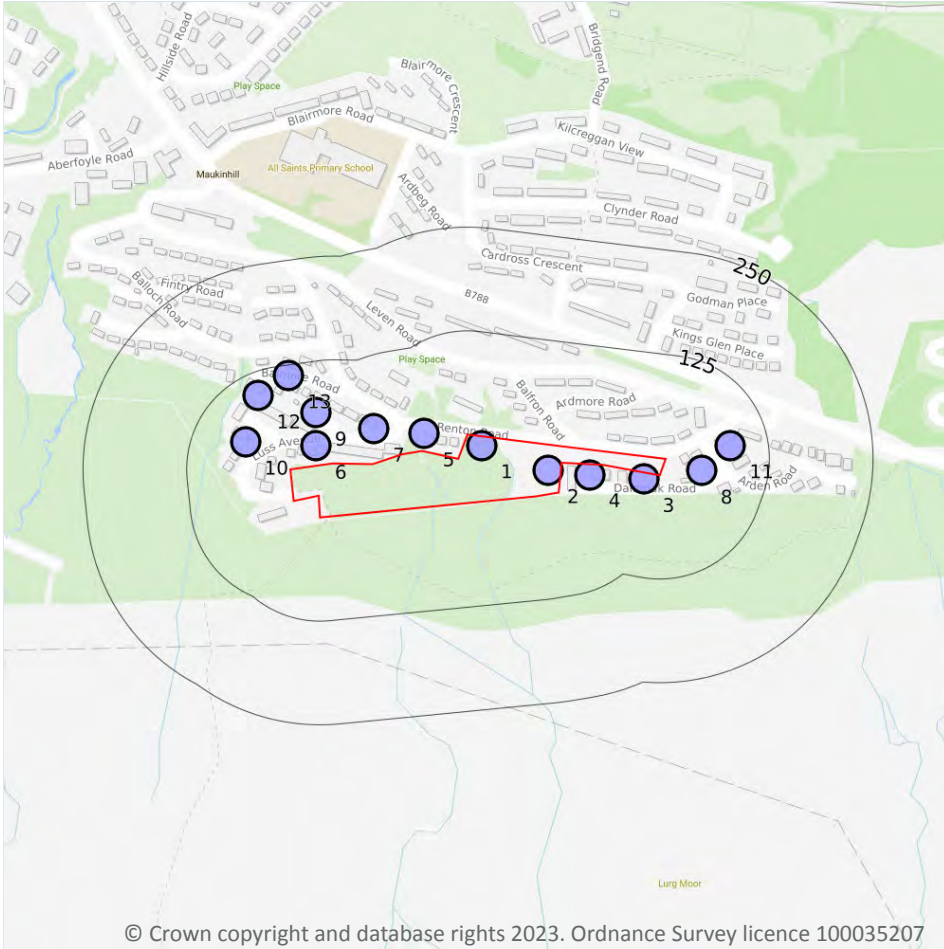 Hillside Road
Bridgend Road
Blairmore Crescent
Play Space
Blairmore Road
Kilcreggan View
Aberfoyle Road
All Saints Primary School
Maukinhill
Ardbeg Road
Clynder Road
Cardross Crescent
250
Fintry Road
Balloch Road
B788
Godman Place
Leven Road
Kings Glen Place
Play Space
125
Road
13
Balfron Road
Ardmore Road
12
Renton Road
Luss Avenue
9
7
5
1
11
10
6
Arden Road
2
4
Road
3
8
Lurg Moor
© Crown copyright and database rights 2023. Ordnance Survey licence 100035207